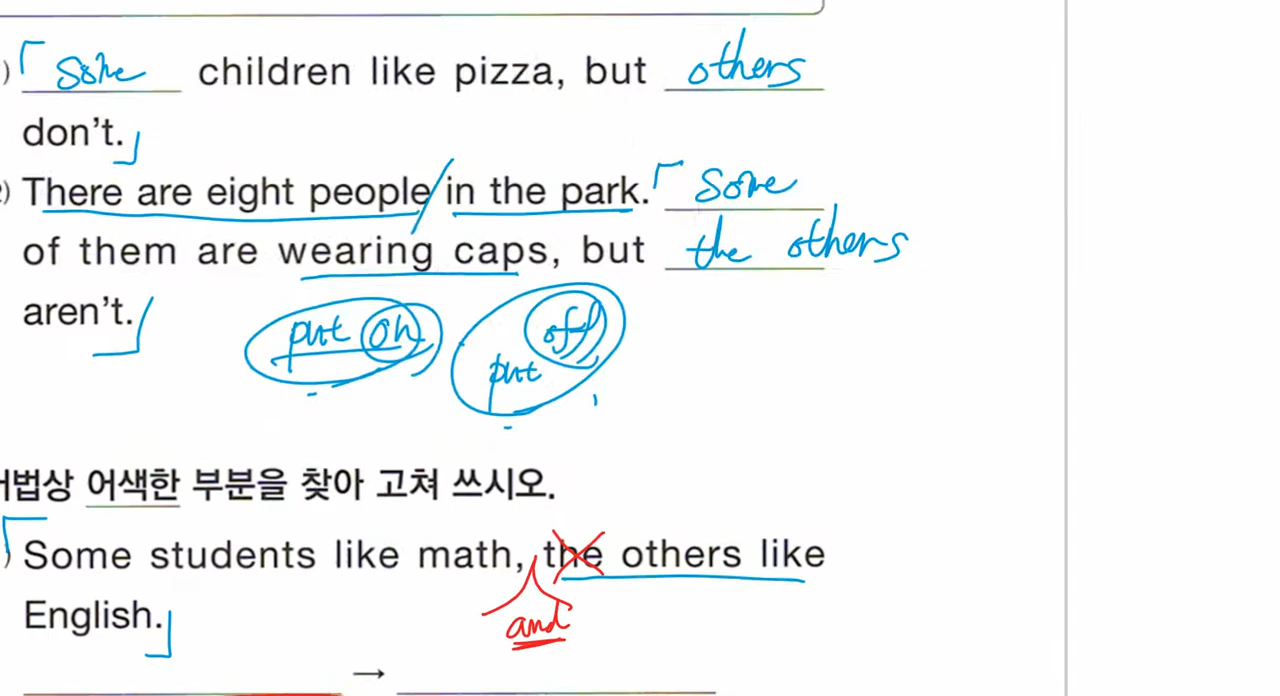 ) some children like pizza, but others
don't.
) There are eight people in the park. some
of them are wearing caps, but the others
aren't.
put on put off
법상 어색한 부분을 찾아 고쳐 쓰시오.
) Some students like math, the others like
English.
and
→